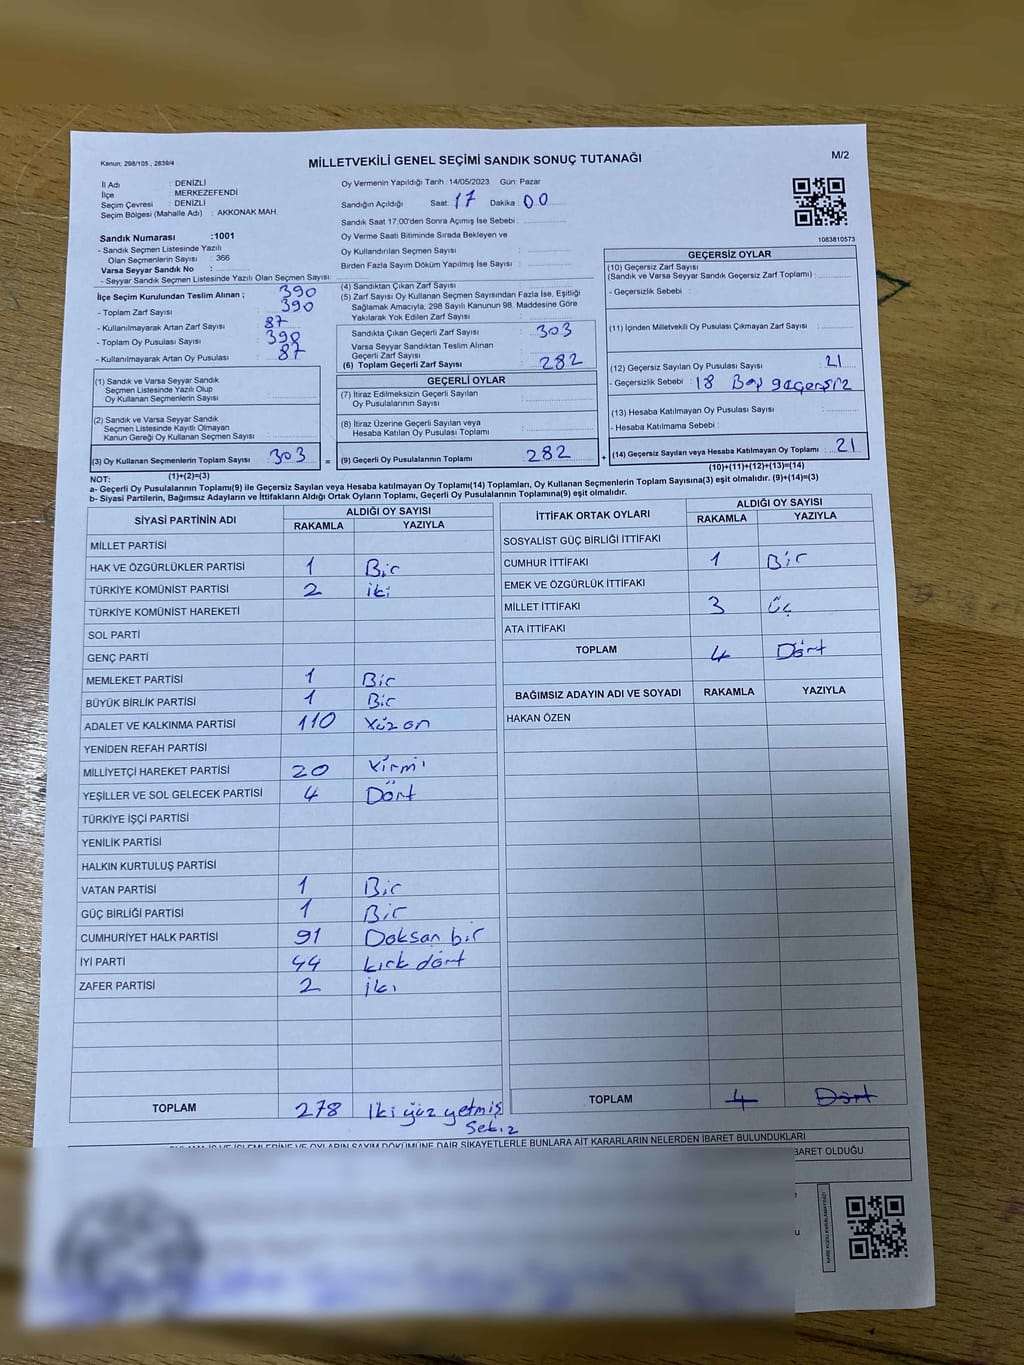 Kanun; 298/105 , 2839/4
MİLLETVEKİLİ GENEL SEÇİMİ SANDIK SONUÇ TUTANAĞI
M/2
İl Adı : DENİZLİ
İlçe : MERKEZEFENDİ
Seçim Çevresi : DENİZLİ
Seçim Bölgesi (Mahalle Adı) : AKKONAK MAH.
Sandık Numarası :1001
- Sandık Seçmen Listesinde Yazılı
Olan Seçmenlerin Sayısı : 366
Varsa Seyyar Sandık No :
- Seyyar Sandık Seçmen Listesinde Yazılı Olan Seçmen Sayısı:
Oy Vermenin Yapıldığı Tarih : 14/05/2023 Gün: Pazar
Sandığın Açıldığı Saat: 17 Dakika : 00
Sandık Saat 17.00'den Sonra Açımış İse Sebebi :
Oy Verme Saati Bitiminde Sırada Bekleyen ve
Oy Kullandırılan Seçmen Sayısı :
Birden Fazla Sayım Döküm Yapılmış İse Sayısı :
1083810573
İlçe Seçim Kurulundan Teslim Alınan ; 390
- Toplam Zarf Sayısı : 390
- Kullanılmayarak Artan Zarf Sayısı : 87
- Toplam Oy Pusulası Sayısı : 390
- Kullanılmayarak Artan Oy Pusulası : 87
(4) Sandıktan Çıkan Zarf Sayısı :
(5) Zarf Sayısı Oy Kullanan Seçmen Sayısından Fazla İse, Eşitliği
Sağlamak Amacıyla, 298 Sayılı Kanunun 98. Maddesine Göre
Yakılarak Yok Edilen Zarf Sayısı :
Sandıkta Çıkan Geçerli Zarf Sayısı : 303
Varsa Seyyar Sandıktan Teslim Alınan
Geçerli Zarf Sayısı :
(6) Toplam Geçerli Zarf Sayısı : 282
GEÇERSİZ OYLAR
(10) Geçersiz Zarf Sayısı
(Sandık ve Varsa Seyyar Sandık Geçersiz Zarf Toplamı) :
- Geçersizlik Sebebi :
(11) İçinden Milletvekili Oy Pusulası Çıkmayan Zarf Sayısı :
(12) Geçersiz Sayılan Oy Pusulası Sayısı : 21
- Geçersizlik Sebebi : 18 Boş geçersiz
(13) Hesaba Katılmayan Oy Pusulası Sayısı :
- Hesaba Katılmama Sebebi :
(14) Geçersiz Sayılan veya Hesaba Katılmayan Oy Toplamı : 21
(10)+(11)+(12)+(13)=(14)
(1) Sandık ve Varsa Seyyar Sandık
Seçmen Listesinde Yazılı Olup
Oy Kullanan Seçmenlerin Sayısı :
(2) Sandık ve Varsa Seyyar Sandık
Seçmen Listesinde Kayıtlı Olmayan
Kanun Gereği Oy Kullanan Seçmen Sayısı :
(3) Oy Kullanan Seçmenlerin Toplam Sayısı : 303 =
(1)+(2)=(3)
GEÇERLİ OYLAR
(7) İtiraz Edilmeksizin Geçerli Sayılan
Oy Pusulalarının Sayısı :
(8) İtiraz Üzerine Geçerli Sayılan veya
Hesaba Katılan Oy Pusulası Toplamı :
(9) Geçerli Oy Pusulalarının Toplamı : 282 +
NOT:
a- Geçerli Oy Pusulalarının Toplamı(9) ile Geçersiz Sayılan veya Hesaba katılmayan Oy Toplamı(14) Toplamları, Oy Kullanan Seçmenlerin Toplam Sayısına(3) eşit olmalıdır. (9)+(14)=(3)
b- Siyasi Partilerin, Bağımsız Adayların ve İttifakların Aldığı Ortak Oyların Toplamı, Geçerli Oy Pusulalarının Toplamına(9) eşit olmalıdır.
SİYASİ PARTİNİN ADI ALDIĞI OY SAYISI
RAKAMLA YAZIYLA
MİLLET PARTİSİ
HAK VE ÖZGÜRLÜKLER PARTİSİ 1 Bir
TÜRKİYE KOMÜNİST PARTİSİ 2 iki
TÜRKİYE KOMÜNİST HAREKETİ
SOL PARTİ
GENÇ PARTİ
MEMLEKET PARTİSİ 1 Bir
BÜYÜK BİRLİK PARTİSİ 1 Bir
ADALET VE KALKINMA PARTİSİ 110 Yüz on
YENİDEN REFAH PARTİSİ
MİLLİYETÇİ HAREKET PARTİSİ 20 Yirmi
YEŞİLLER VE SOL GELECEK PARTİSİ 4 Dört
TÜRKİYE İŞÇİ PARTİSİ
YENİLİK PARTİSİ
HALKIN KURTULUŞ PARTİSİ
VATAN PARTİSİ 1 Bir
GÜÇ BİRLİĞİ PARTİSİ 1 Bir
CUMHURİYET HALK PARTİSİ 91 Doksan bir
İYİ PARTİ 44 kırk dört
ZAFER PARTİSİ 2 iki
TOPLAM 278 iki yüz yetmiş
sekiz
İTTİFAK ORTAK OYLARI ALDIĞI OY SAYISI
RAKAMLA YAZIYLA
SOSYALİST GÜÇ BİRLİĞİ İTTİFAKI
CUMHUR İTTİFAKI 1 Bir
EMEK VE ÖZGÜRLÜK İTTİFAKI
MİLLET İTTİFAKI 3 üç
ATA İTTİFAKI
TOPLAM 4 Dört
BAĞIMSIZ ADAYIN ADI VE SOYADI RAKAMLA YAZIYLA
HAKAN ÖZEN
TOPLAM 4 Dört
DÖKÜMÜNE DAİR ŞİKAYETLERLE BUNLARA AİT KARARLARIN NELERDEN İBARET BULUNDUKLARI
BARET OLDUĞU
KARE KODU KARALAMAYINIZ!